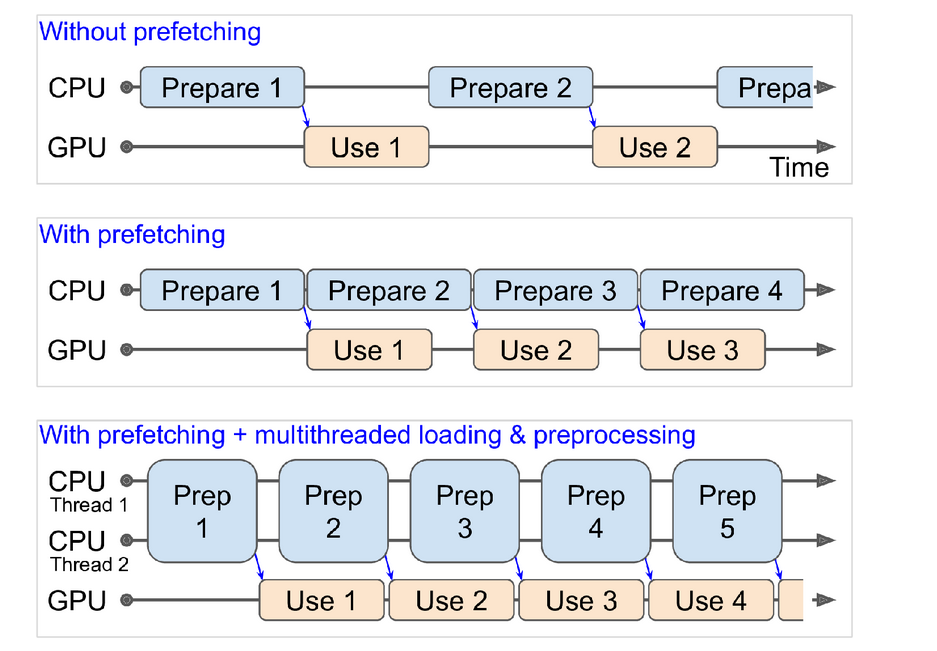 Without prefetching
CPU Prepare 1 Prepare 2 Prepa
GPU Use 1 Use 2
Time
With prefetching
CPU Prepare 1 Prepare 2 Prepare 3 Prepare 4
GPU Use 1 Use 2 Use 3
With prefetching + multithreaded loading & preprocessing
CPU
Thread 1
CPU
Thread 2
Prep
1
Prep
2
Prep
3
Prep
4
Prep
5
GPU Use 1 Use 2 Use 3 Use 4